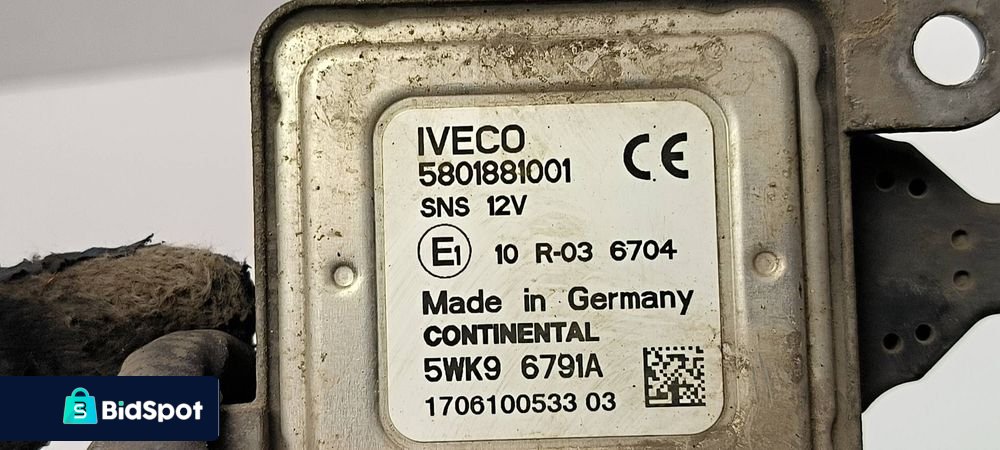 IVECO
5801881001
CE
SNS 12V
E1 10 R-03 6704
Made in Germany
CONTINENTAL
5WK9 6791A
1706100533 03
BidSpot